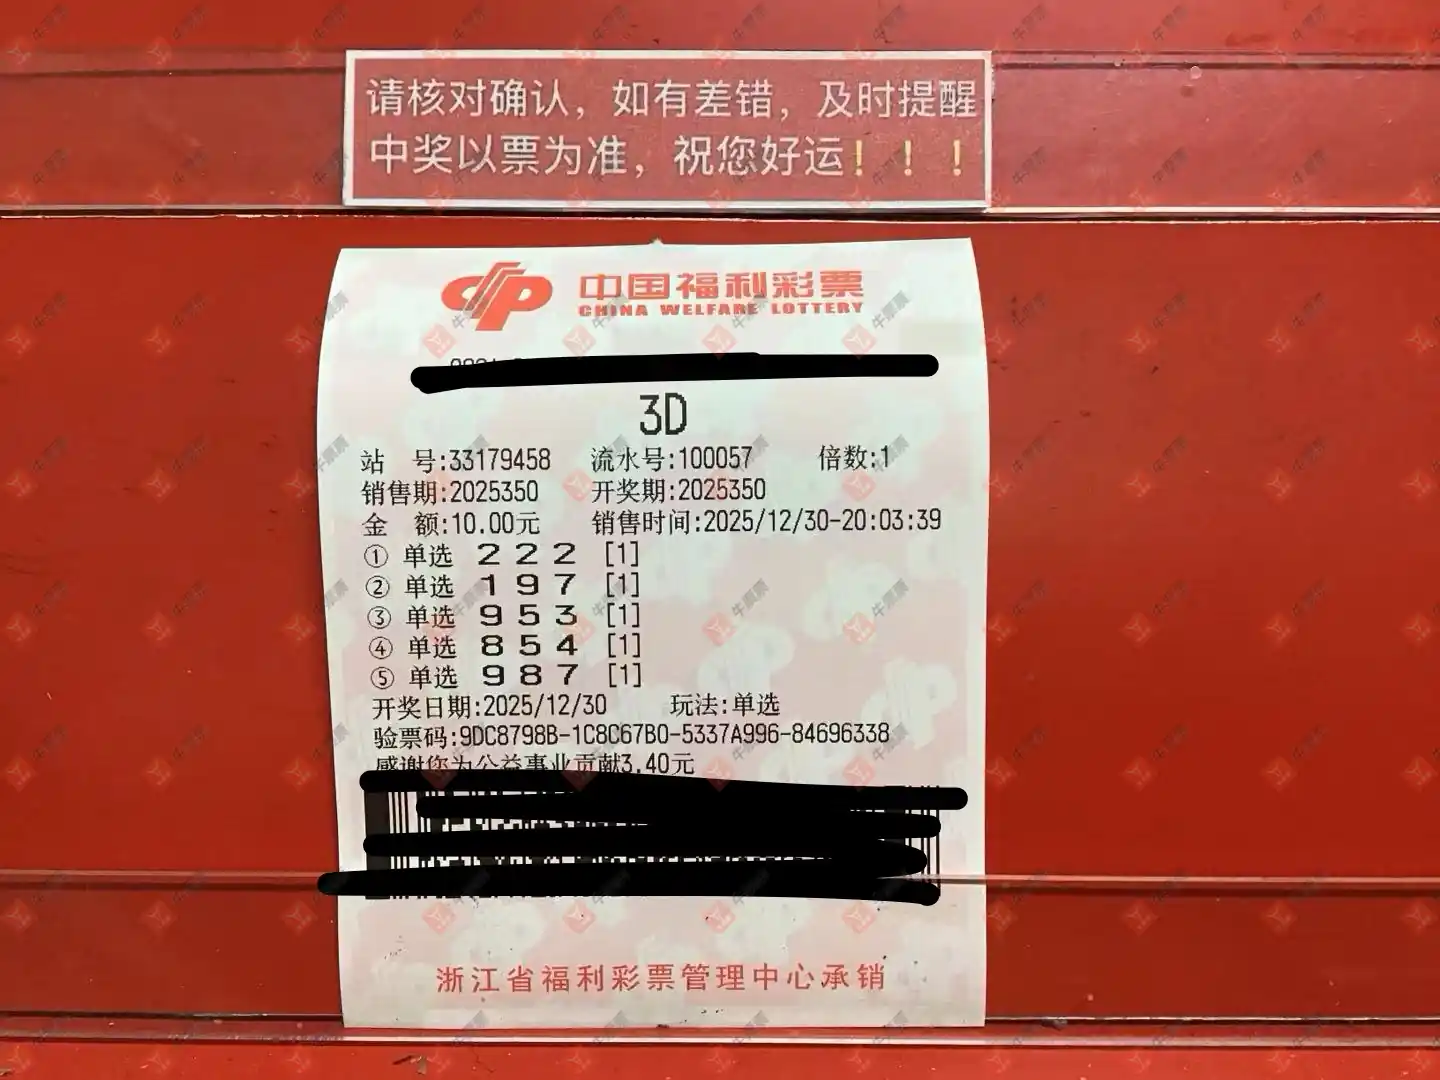 请核对确认，如有差错，及时提醒
中奖以票为准，祝您好运！！！
中国福利彩票
CHINA WELFARE LOTTERY
3D
站 号:33179458 流水号:100057 倍数:1
销售期:2025350 开奖期:2025350
金 额:10.00元 销售时间:2025/12/30-20:03:39
① 单选 2 2 2 [1]
② 单选 1 9 7 [1]
③ 单选 9 5 3 [1]
④ 单选 8 5 4 [1]
⑤ 单选 9 8 7 [1]
开奖日期:2025/12/30 玩法:单选
验票码:9DC8798B-1C8C67B0-5337A996-84696338
感谢您为公益事业贡献3.40元
浙江省福利彩票管理中心承销